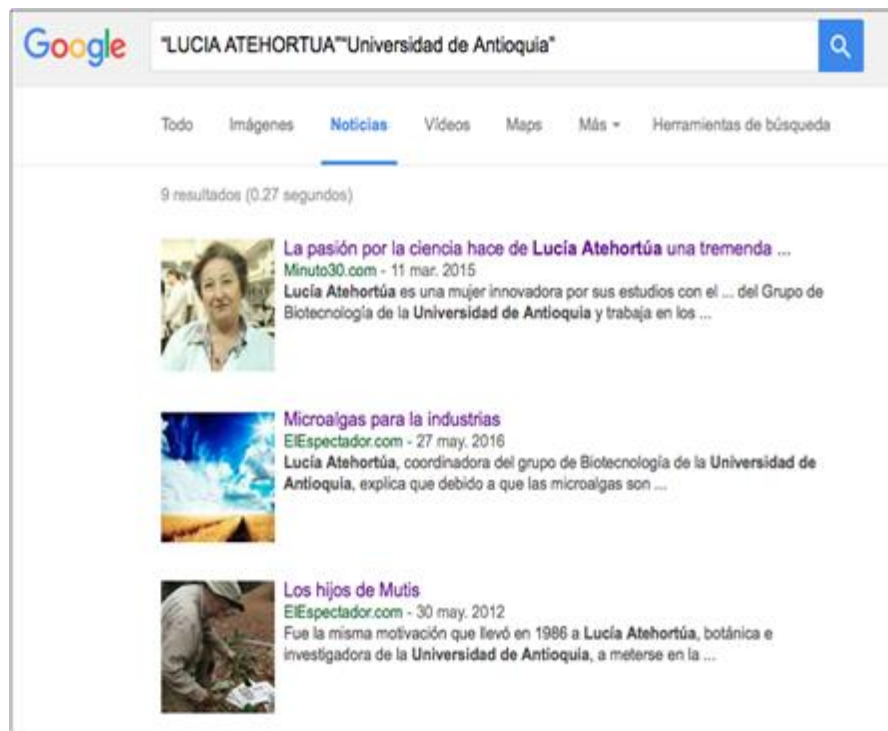 Google "LUCIA ATEHORTUA""Universidad de Antioquia"
Todo Imágenes Noticias Vídeos Maps Más Herramientas de búsqueda
9 resultados (0.27 segundos)
La pasión por la ciencia hace de Lucía Atehortúa una tremenda ...
Minuto30.com - 11 mar. 2015
Lucía Atehortúa es una mujer innovadora por sus estudios con el ... del Grupo de
Biotecnología de la Universidad de Antioquia y trabaja en los ...
Microalgas para la industrias
ElEspectador.com - 27 may. 2016
Lucía Atehortúa, coordinadora del grupo de Biotecnología de la Universidad de
Antioquia, explica que debido a que las microalgas son ...
Los hijos de Mutis
ElEspectador.com - 30 may. 2012
Fue la misma motivación que llevó en 1986 a Lucía Atehortúa, botánica e
investigadora de la Universidad de Antioquia, a meterse en la ...